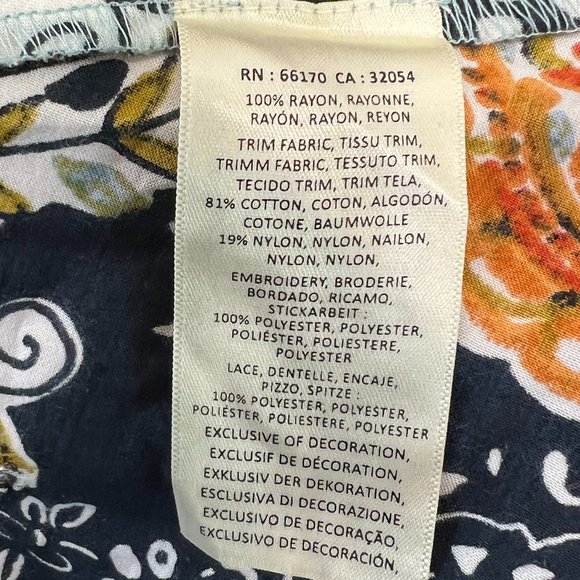 RN : 66170 CA : 32054
100% RAYON, RAYONNE,
RAYÓN, RAYON, REYON
TRIM FABRIC, TISSU TRIM,
TRIMM FABRIC, TESSUTO TRIM,
TECIDO TRIM, TRIM TELA,
81% COTTON, COTON, ALGODÓN,
COTONE, BAUMWOLLE
19% NYLON, NYLON, NAILON,
NYLON, NYLON,
EMBROIDERY, BRODERIE,
BORDADO, RICAMO,
STICKARBEIT :
100% POLYESTER, POLYESTER,
POLIÉSTER, POLIESTERE,
POLYESTER
LACE, DENTELLE, ENCAJE,
PIZZO, SPITZE :
100% POLYESTER, POLYESTER,
POLIÉSTER, POLIESTERE, POLYESTER
EXCLUSIVE OF DECORATION,
EXCLUSIF DE DÉCORATION,
EXKLUSIV DER DEKORATION,
ESCLUSIVA DI DECORAZIONE,
EXCLUSIVO DE DECORAÇÃO,
EXCLUSIVO DE DECORACIÓN,